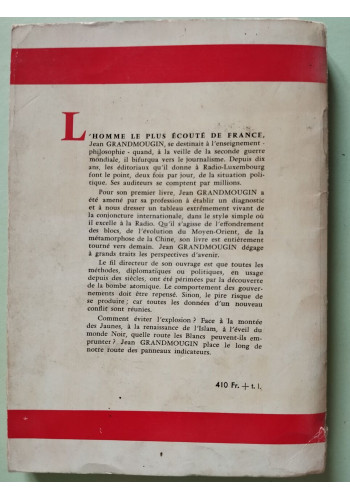 L'HOMME LE PLUS ÉCOUTÉ DE FRANCE,
Jean GRANDMOUGIN, se destinait à l'enseignement -
philosophie - quand, à la veille de la seconde guerre
mondiale, il bifurqua vers le journalisme. Depuis dix
ans, les éditoriaux qu'il donne à Radio-Luxembourg
font le point, deux fois par jour, de la situation poli-
tique. Ses auditeurs se comptent par millions.
Pour son premier livre, Jean GRANDMOUGIN a
été amené par sa profession à établir un diagnostic
et à nous dresser un tableau extrêmement vivant de
la conjoncture internationale, dans le style simple où
il excelle à la Radio. Qu'il s'agisse de l'effondrement
des blocs, de l'évolution du Moyen-Orient, de la
métamorphose de la Chine, son livre est entièrement
tourné vers demain. Jean GRANDMOUGIN dégage
à grands traits les perspectives d'avenir.
Le fil directeur de son ouvrage est que toutes les
méthodes, diplomatiques ou politiques, en usage
depuis des siècles, ont été périmées par la découverte
de la bombe atomique. Le comportement des gouver-
nements doit être repensé. Sinon, le pire risque de
se produire ; car toutes les données d'un nouveau
conflit sont réunies.
Comment éviter l'explosion ? Face à la montée
des Jaunes, à la renaissance de l'Islam, à l'éveil du
monde Noir, quelle route les Blancs peuvent-ils em-
prunter ? Jean GRANDMOUGIN place le long de
notre route des panneaux indicateurs.
410 Fr. + t. l.